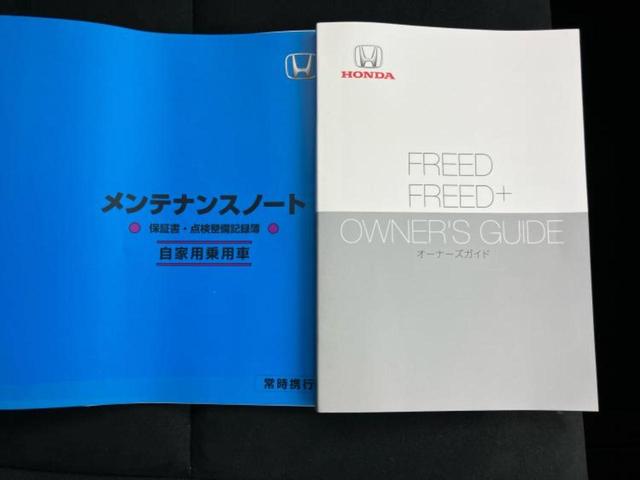 メンテナンスノート
保証書・点検整備記録簿
自家用乗用車
常時携行
HONDA
FREED
FREED+
OWNER'S GUIDE
オーナーズガイド